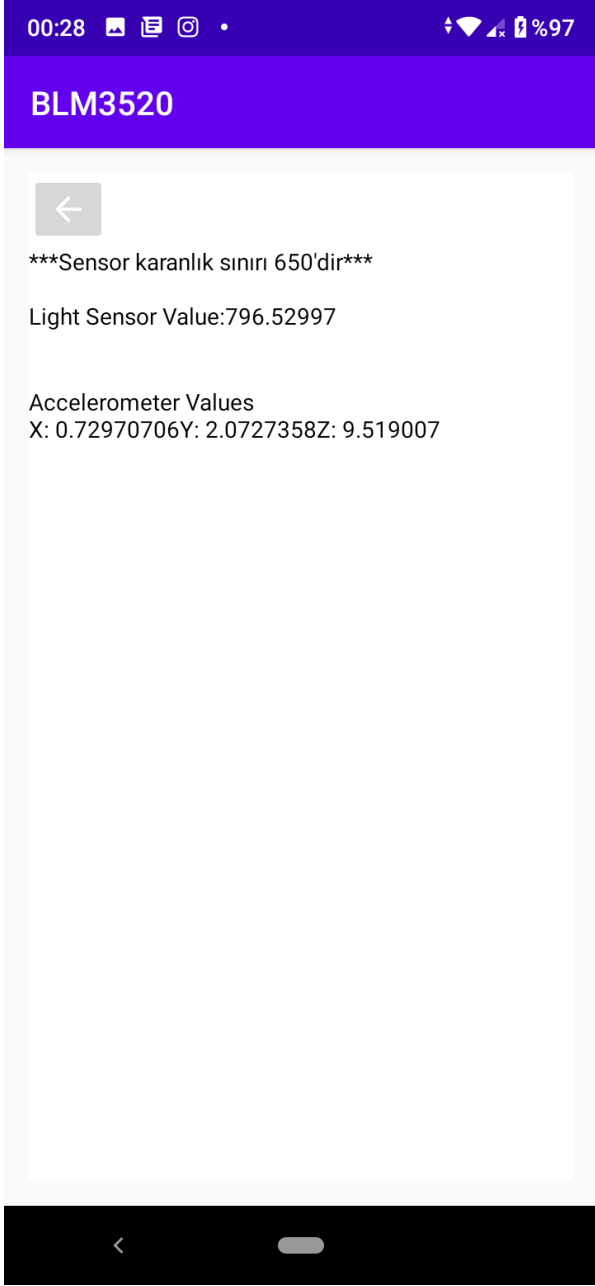 00:28 %97
BLM3520
***Sensor karanlık sınırı 650'dir***
Light Sensor Value:796.52997
Accelerometer Values
X: 0.72970706Y: 2.0727358Z: 9.519007